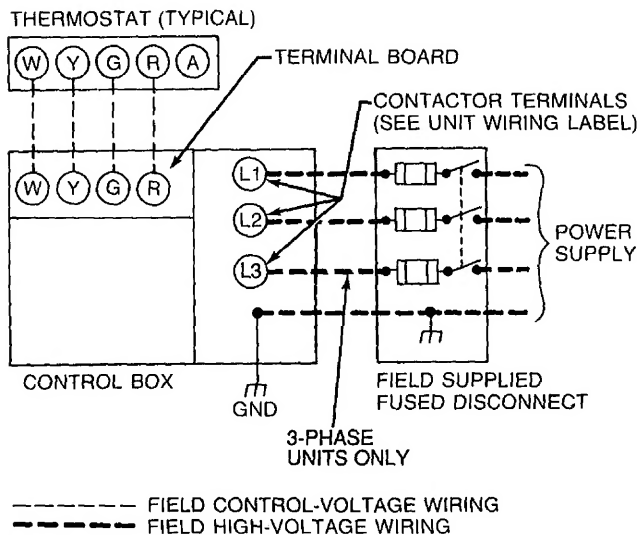 THERMOSTAT (TYPICAL)
W Y G R A
TERMINAL BOARD
CONTACTOR TERMINALS
(SEE UNIT WIRING LABEL)
W Y G R
L1
L2
L3
POWER
SUPPLY
CONTROL BOX
GND
FIELD SUPPLIED
FUSED DISCONNECT
3-PHASE
UNITS ONLY
FIELD CONTROL-VOLTAGE WIRING
FIELD HIGH-VOLTAGE WIRING